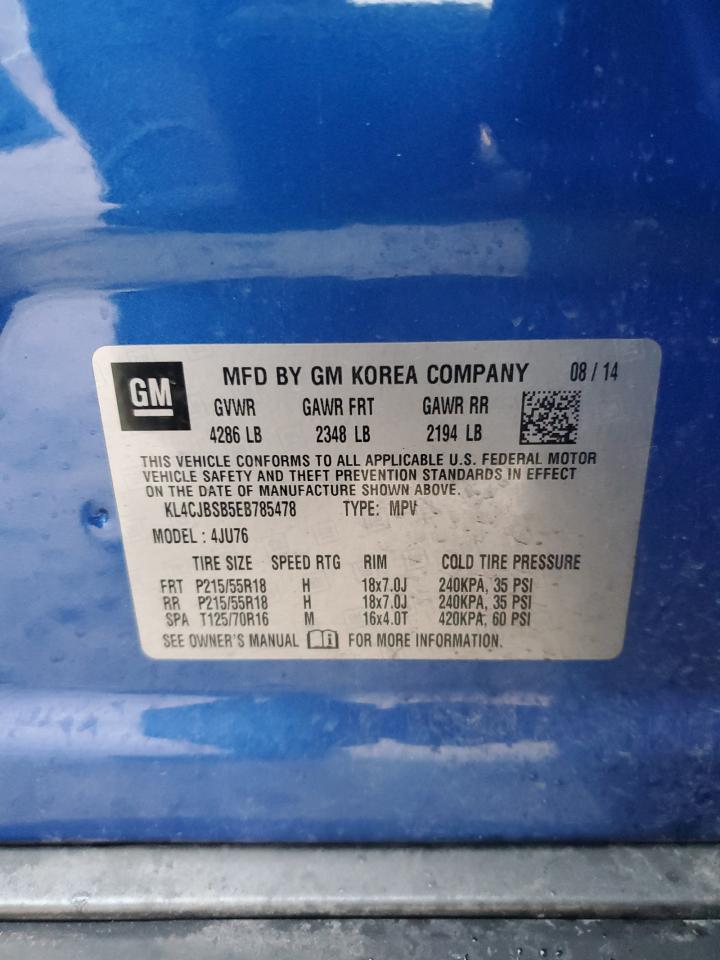 GM
MFD BY GM KOREA COMPANY 08 / 14
GVWR GAWR FRT GAWR RR
4286 LB 2348 LB 2194 LB
THIS VEHICLE CONFORMS TO ALL APPLICABLE U.S. FEDERAL MOTOR
VEHICLE SAFETY AND THEFT PREVENTION STANDARDS IN EFFECT
ON THE DATE OF MANUFACTURE SHOWN ABOVE.
KL4CJBSB5EB785478 TYPE: MPV
MODEL : 4JU76
TIRE SIZE SPEED RTG RIM COLD TIRE PRESSURE
FRT P215/55R18 H 18x7.0J 240KPA, 35 PSI
RR P215/55R18 H 18x7.0J 240KPA, 35 PSI
SPA T125/70R16 M 16x4.0T 420KPA, 60 PSI
SEE OWNER'S MANUAL FOR MORE INFORMATION.